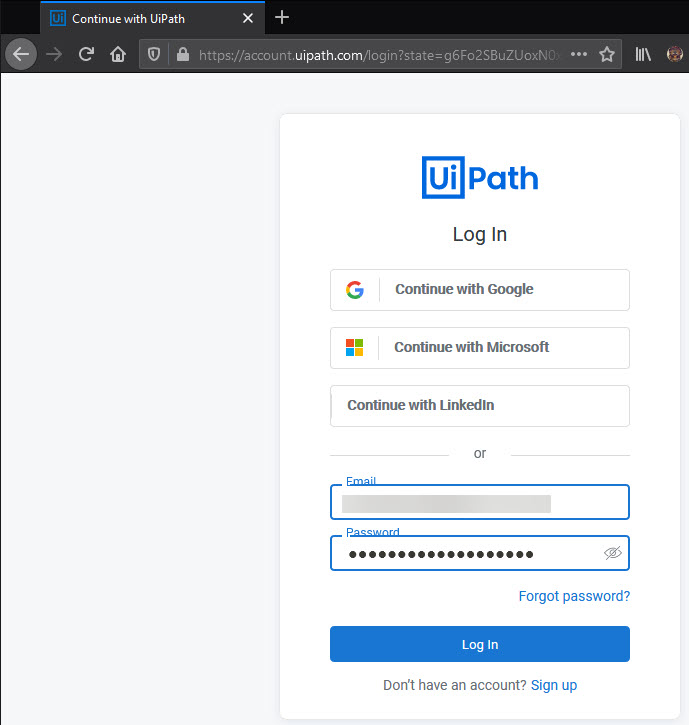 Ui Continue with UiPath
https://account.uipath.com/login?state=g6Fo2SBuZUoxN0
UiPath
Log In
Continue with Google
Continue with Microsoft
Continue with LinkedIn
or
Email
Password
Forgot password?
Log In
Don’t have an account? Sign up